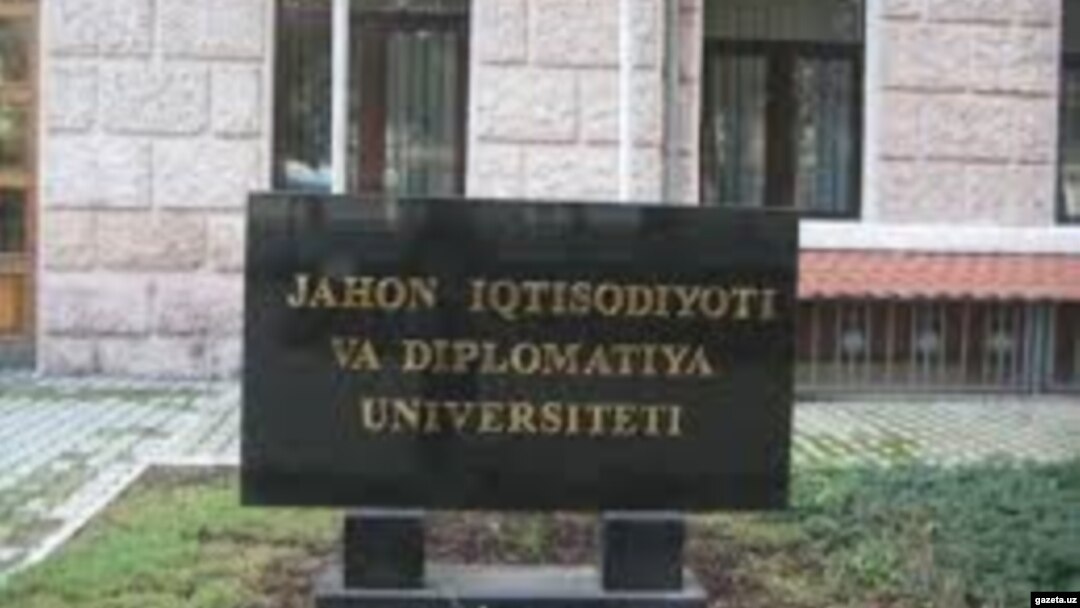 JAHON IQTISODIYOTI
VA DIPLOMATIYA
UNIVERSITETI
gazeta.uz